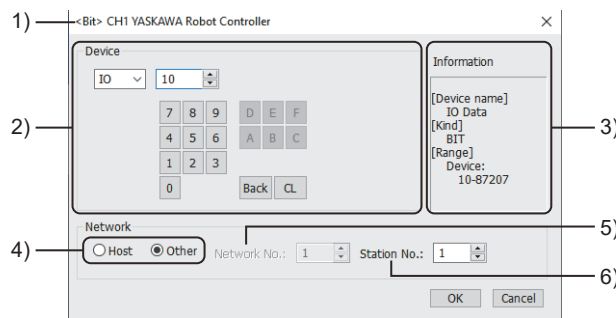 1)
<Bit> CH1 YASKAWA Robot Controller
Device
IO 10
7 8 9 D E F
4 5 6 A B C
1 2 3
0 Back CL
2)
Information
[Device name]
IO Data
[Kind]
BIT
[Range]
Device:
10-87207
3)
Network
4)
Host Other Network No.: 1 Station No.: 1
5)
6)
OK Cancel